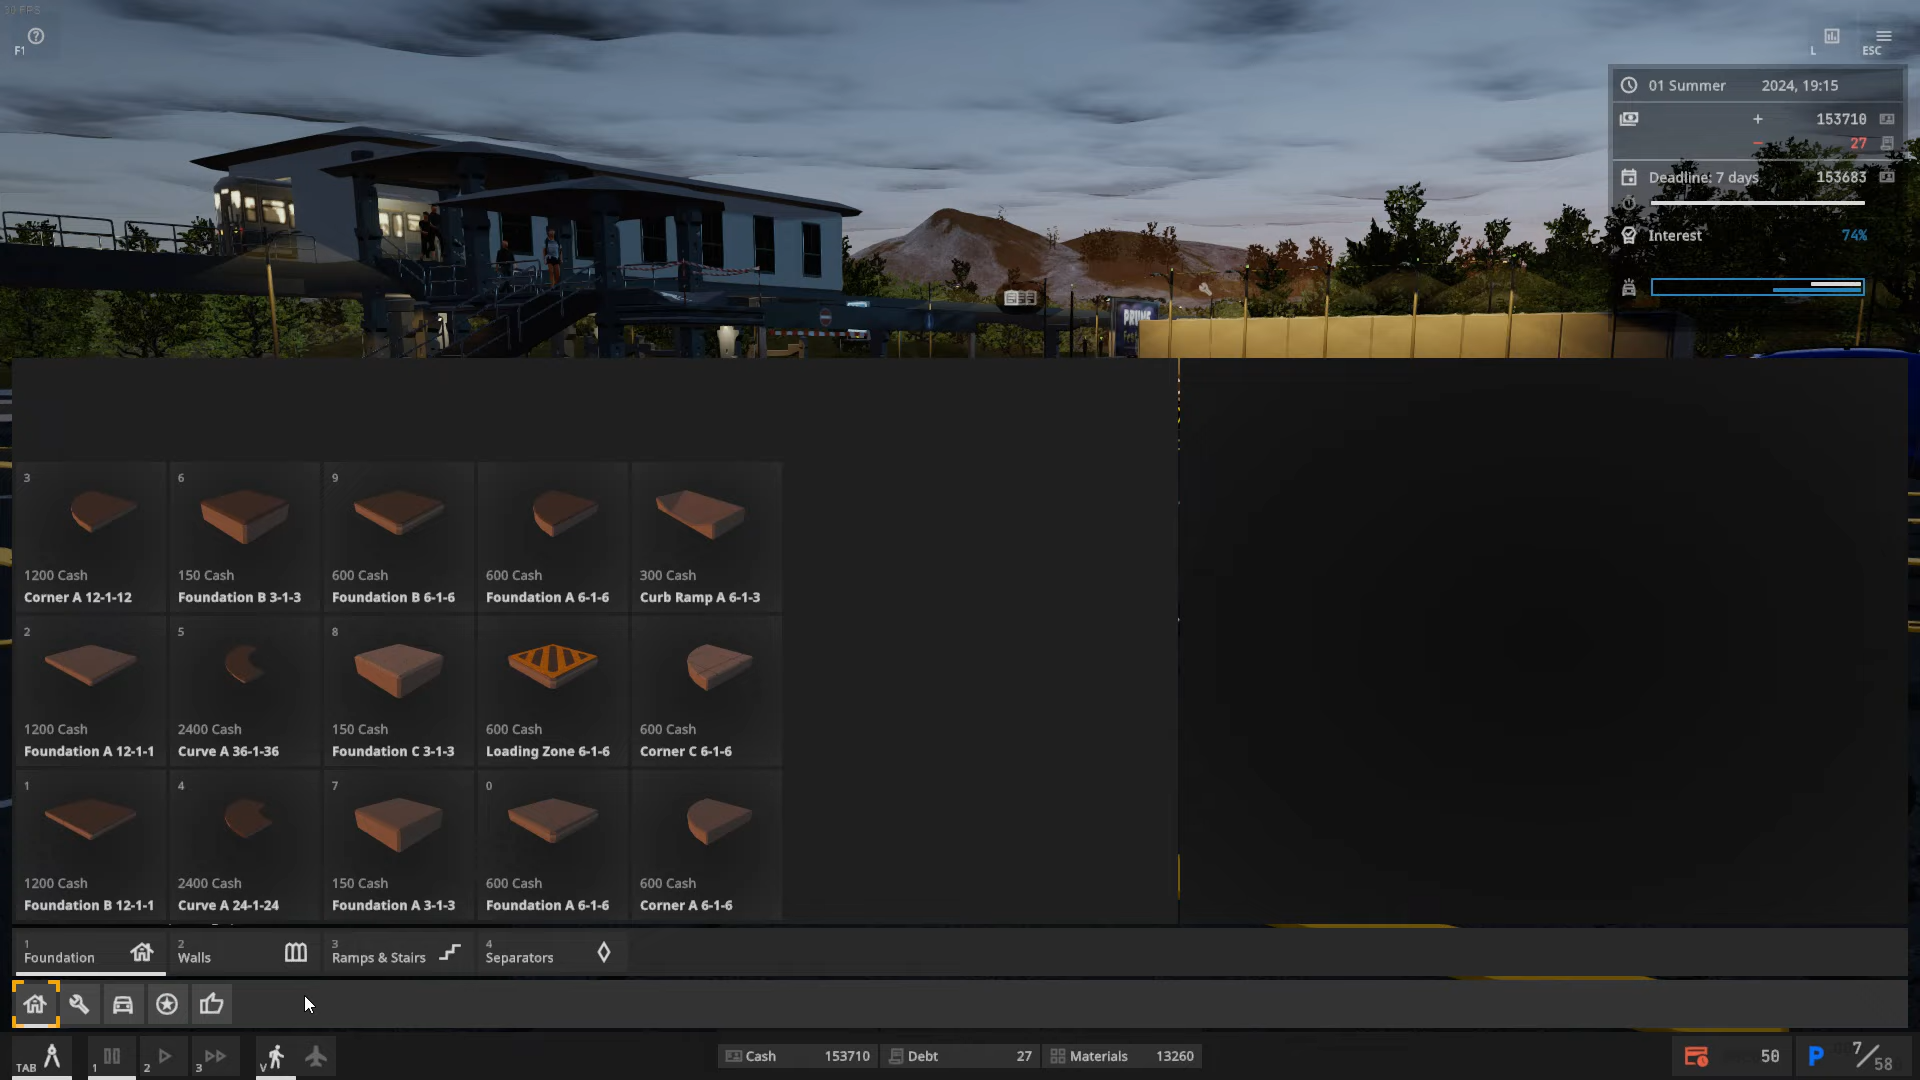 30 FPS
F1
L
ESC
01 Summer 2024, 19:15
+ 153710
- 27
Deadline: 7 days 153683
Interest 74%
PRUNS
3
1200 Cash
Corner A 12-1-12
6
150 Cash
Foundation B 3-1-3
9
600 Cash
Foundation B 6-1-6
600 Cash
Foundation A 6-1-6
300 Cash
Curb Ramp A 6-1-3
2
1200 Cash
Foundation A 12-1-1
5
2400 Cash
Curve A 36-1-36
8
150 Cash
Foundation C 3-1-3
600 Cash
Loading Zone 6-1-6
600 Cash
Corner C 6-1-6
1
1200 Cash
Foundation B 12-1-1
4
2400 Cash
Curve A 24-1-24
7
150 Cash
Foundation A 3-1-3
0
600 Cash
Foundation A 6-1-6
600 Cash
Corner A 6-1-6
1
Foundation
2
Walls
3
Ramps & Stairs
4
Separators
TAB
1
2
3
V
Cash 153710
Debt 27
Materials 13260
50
P 7/58